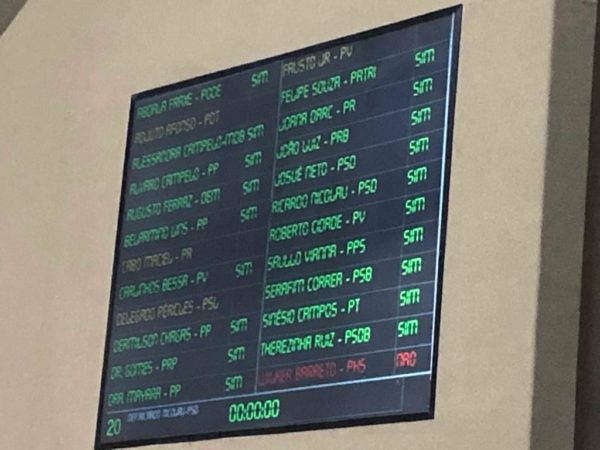 ABDALA FRAXE - PODE SIM
ADJUTO AFONSO - PDT
ALESSANDRA CAMPELO-MDB SIM
ALVARO CAMPELO - PP SIM
AUGUSTO FERRAZ - DEM SIM
BELARMINO LINS - PP SIM
CABO MACIEL - PR
CARLINHOS BESSA - PV SIM
DELEGADO PÉRICLES - PSL
DERMILSON CHAGAS - PP SIM
DR. GOMES - PRP SIM
DRA. MAYARA - PP SIM
FAUSTO JR - PV
FELIPE SOUZA - PATRI SIM
JOANA DARC - PR SIM
JOÃO LUIZ - PRB SIM
JOSUÉ NETO - PSD SIM
RICARDO NICOLAU - PSD SIM
ROBERTO CIDADE - PV SIM
SAULLO VIANNA - PPS SIM
SERAFIM CORREA - PSB SIM
SINÉSIO CAMPOS - PT SIM
THEREZINHA RUIZ - PSDB SIM
WILKER BARRETO - PHS NÃO
20 DEP.RICARDO NICOLAU-PSD 00:00:00